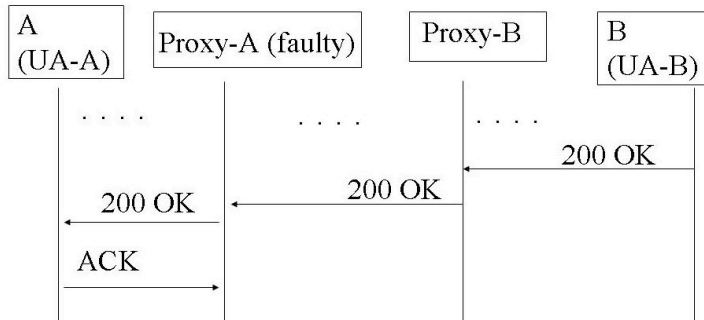 A
(UA-A)
Proxy-A (faulty)
Proxy-B
B
(UA-B)
. . . .
. . . .
. . . .
200 OK
200 OK
200 OK
ACK